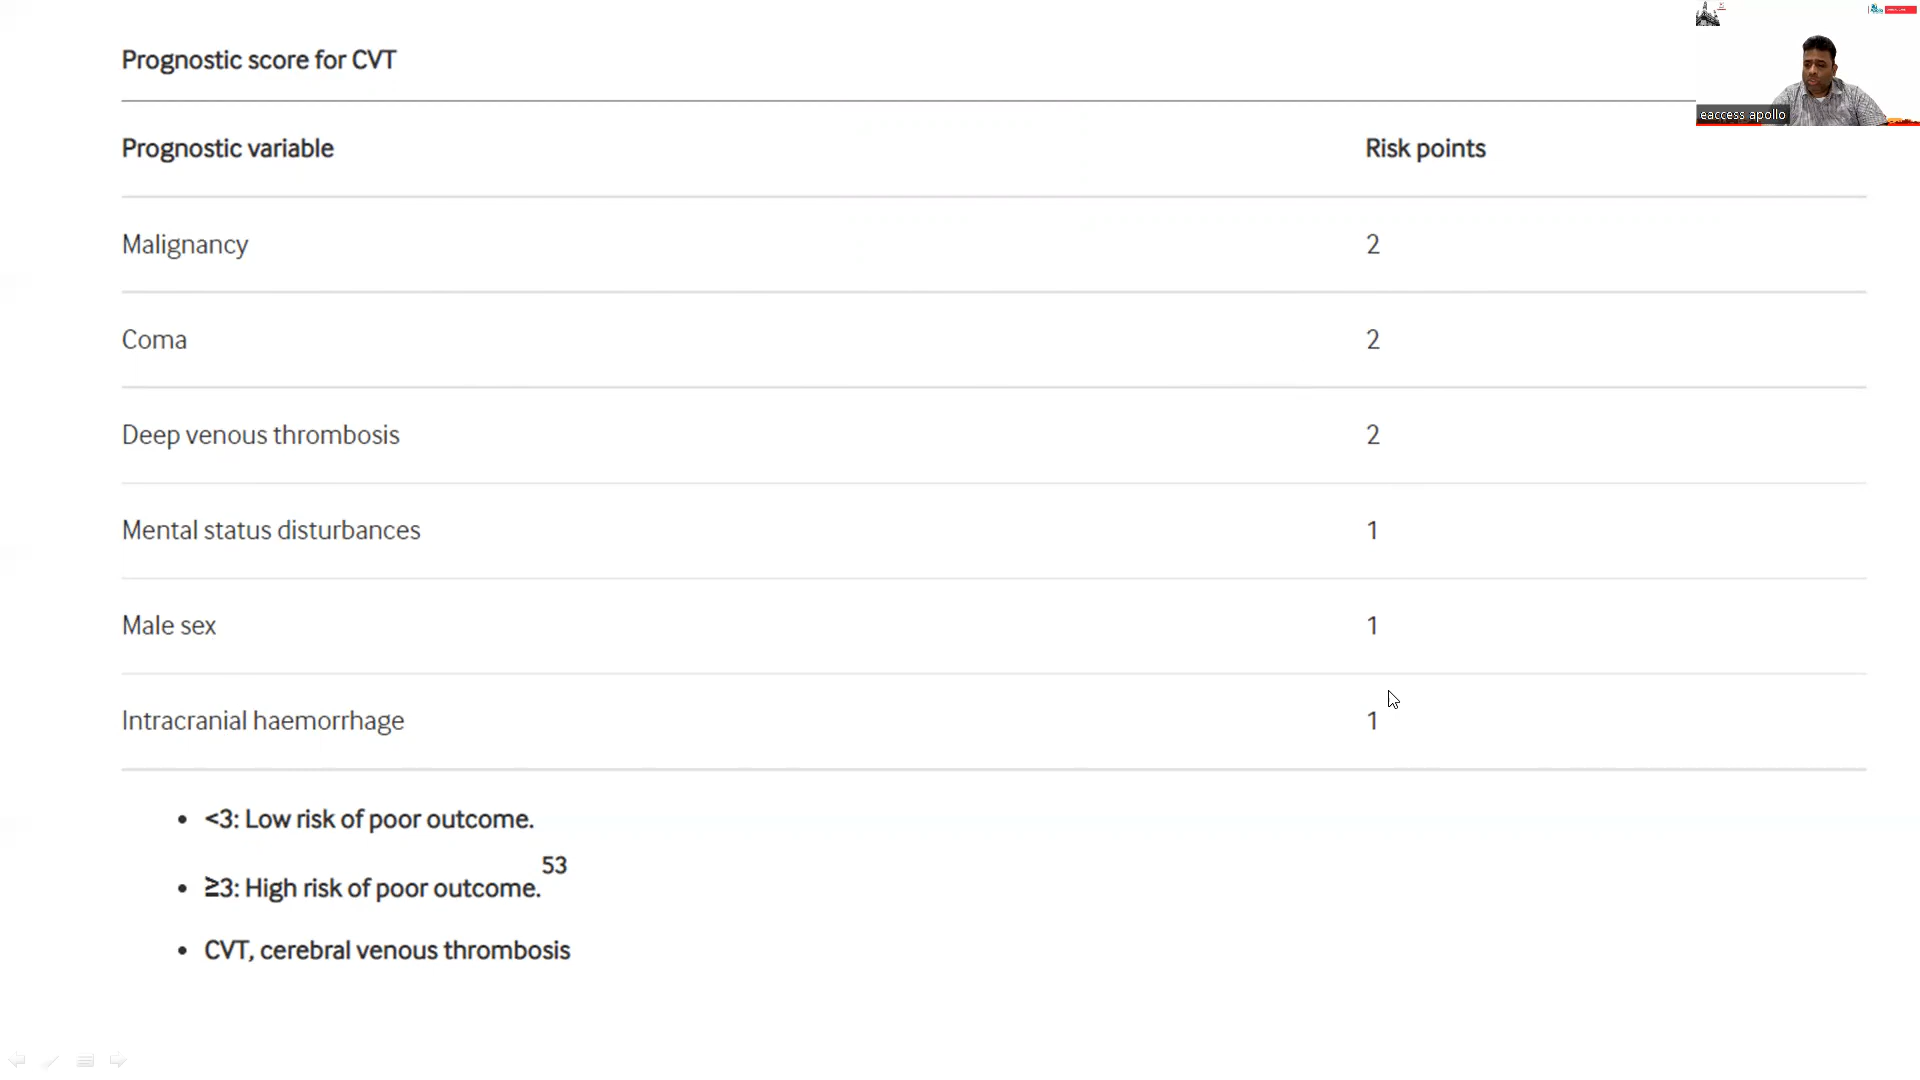 Prognostic score for CVT
eaccess apollo
Prognostic variable Risk points
Malignancy 2
Coma 2
Deep venous thrombosis 2
Mental status disturbances 1
Male sex 1
Intracranial haemorrhage 1
• <3: Low risk of poor outcome.
• ≥3: High risk of poor outcome.53
• CVT, cerebral venous thrombosis